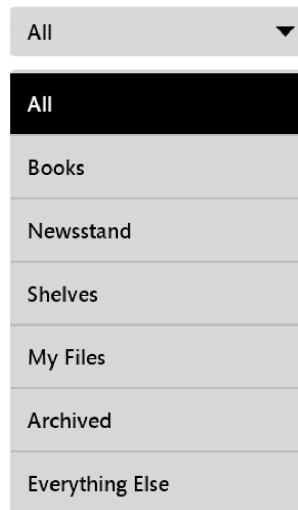 All
All
Books
Newsstand
Shelves
My Files
Archived
Everything Else